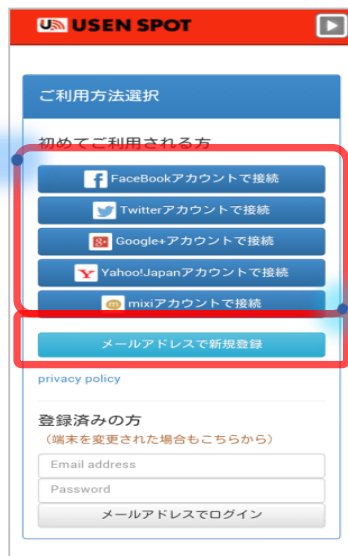 USEN SPOT
ご利用方法選択
初めてご利用される方
FaceBookアカウントで接続
Twitterアカウントで接続
Google+アカウントで接続
Yahoo!Japanアカウントで接続
mixiアカウントで接続
メールアドレスで新規登録
privacy policy
登録済みの方
（端末を変更された場合もこちらから）
Email address
Password
メールアドレスでログイン